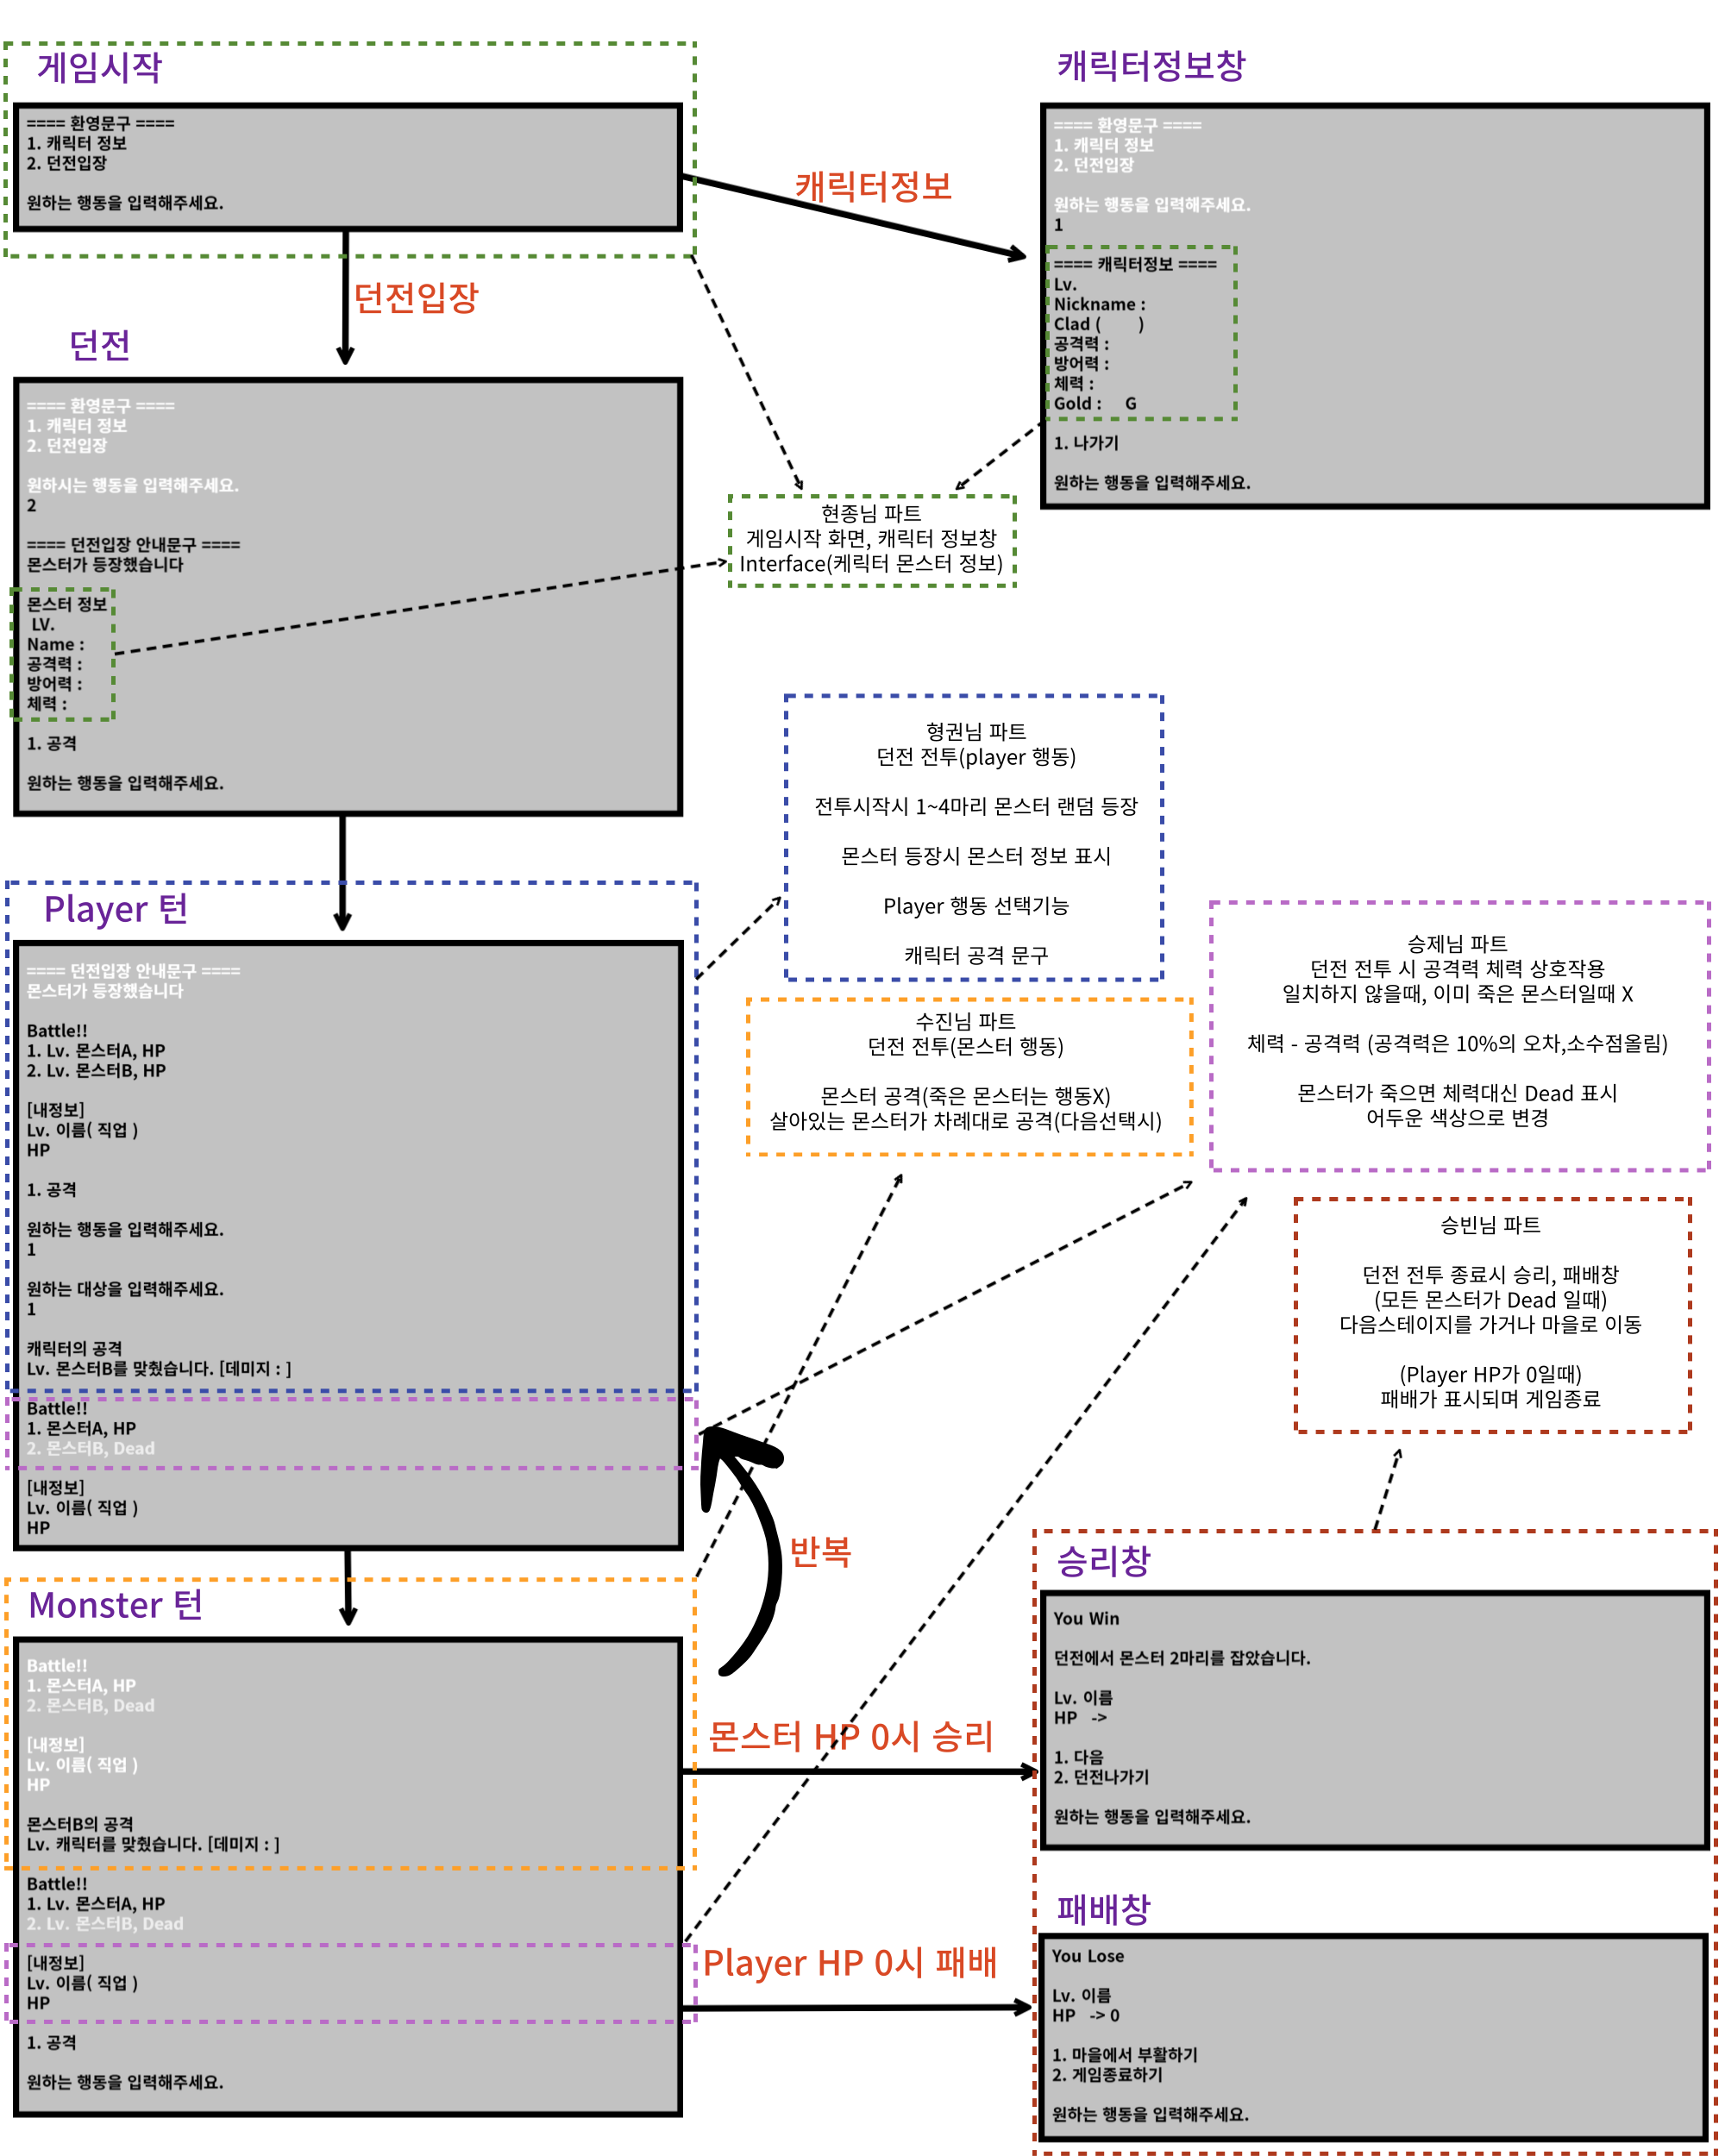 게임시작
==== 환영문구 ====
1. 캐릭터 정보
2. 던전입장
원하는 행동을 입력해주세요.
캐릭터정보
던전입장
캐릭터정보창
==== 환영문구 ====
1. 캐릭터 정보
2. 던전입장
원하는 행동을 입력해주세요.
1
==== 캐릭터정보 ====
Lv.
Nickname :
Clad (       )
공격력 :
방어력 :
체력 :
Gold :    G
1. 나가기
원하는 행동을 입력해주세요.
던전
==== 환영문구 ====
1. 캐릭터 정보
2. 던전입장
원하시는 행동을 입력해주세요.
2
==== 던전입장 안내문구 ====
몬스터가 등장했습니다
몬스터 정보
LV.
Name :
공격력 :
방어력 :
체력 :
1. 공격
원하는 행동을 입력해주세요.
현종님 파트
게임시작 화면, 캐릭터 정보창
Interface(케릭터 몬스터 정보)
형권님 파트
던전 전투(player 행동)
전투시작시 1~4마리 몬스터 랜덤 등장
몬스터 등장시 몬스터 정보 표시
Player 행동 선택기능
캐릭터 공격 문구
수진님 파트
던전 전투(몬스터 행동)
몬스터 공격(죽은 몬스터는 행동X)
살아있는 몬스터가 차례대로 공격(다음선택시)
승제님 파트
던전 전투 시 공격력 체력 상호작용
일치하지 않을때, 이미 죽은 몬스터일때 X
체력 - 공격력 (공격력은 10%의 오차,소수점올림)
몬스터가 죽으면 체력대신 Dead 표시
어두운 색상으로 변경
승빈님 파트
던전 전투 종료시 승리, 패배창
(모든 몬스터가 Dead 일때)
다음스테이지를 가거나 마을로 이동
(Player HP가 0일때)
패배가 표시되며 게임종료
Player 턴
==== 던전입장 안내문구 ====
몬스터가 등장했습니다
Battle!!
1. Lv. 몬스터A, HP
2. Lv. 몬스터B, HP
[내정보]
Lv. 이름( 직업 )
HP
1. 공격
원하는 행동을 입력해주세요.
1
원하는 대상을 입력해주세요.
1
캐릭터의 공격
Lv. 몬스터B를 맞췄습니다. [데미지 : ]
Battle!!
1. 몬스터A, HP
2. 몬스터B, Dead
[내정보]
Lv. 이름( 직업 )
HP
반복
Monster 턴
Battle!!
1. 몬스터A, HP
2. 몬스터B, Dead
[내정보]
Lv. 이름( 직업 )
HP
몬스터B의 공격
Lv. 캐릭터를 맞췄습니다. [데미지 : ]
Battle!!
1. Lv. 몬스터A, HP
2. Lv. 몬스터B, Dead
[내정보]
Lv. 이름( 직업 )
HP
1. 공격
원하는 행동을 입력해주세요.
몬스터 HP 0시 승리
Player HP 0시 패배
승리창
You Win
던전에서 몬스터 2마리를 잡았습니다.
Lv. 이름
HP  ->
1. 다음
2. 던전나가기
원하는 행동을 입력해주세요.
패배창
You Lose
Lv. 이름
HP  -> 0
1. 마을에서 부활하기
2. 게임종료하기
원하는 행동을 입력해주세요.